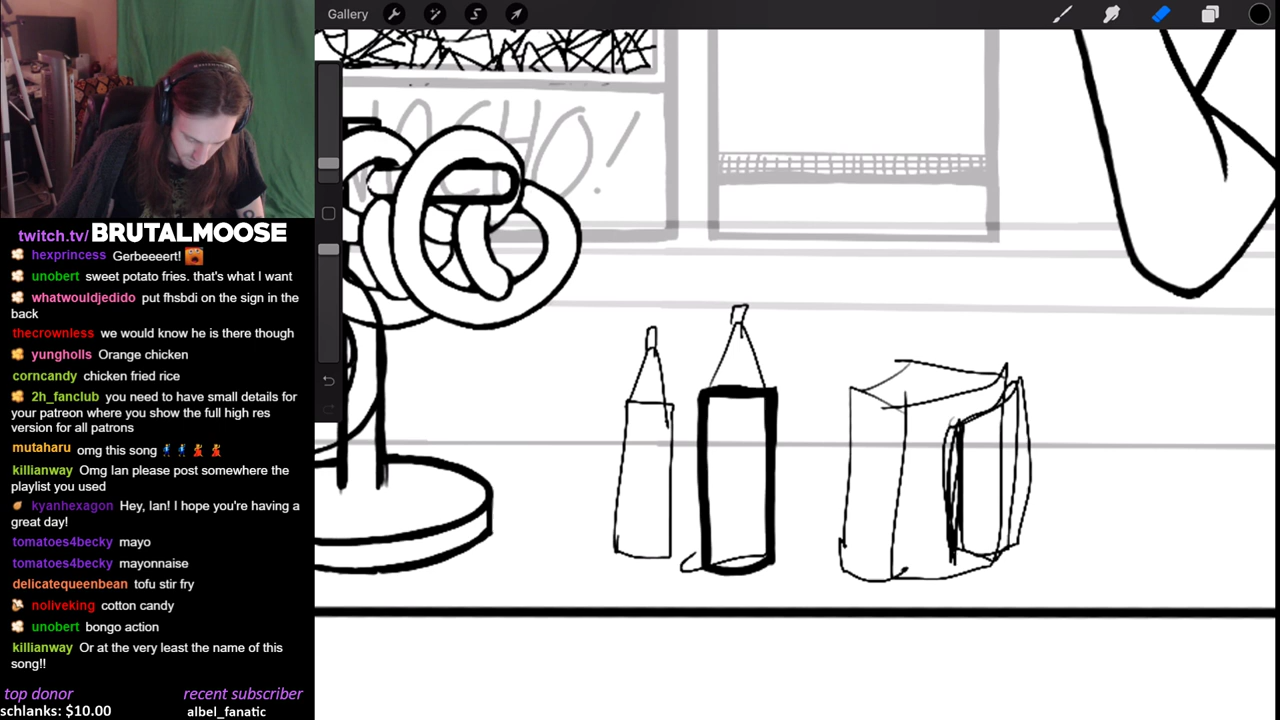 Gallery
NOCHO!
twitch.tv/BRUTALMOOSE
hexprincess Gerbeeeert!
unobert sweet potato fries. that's what I want
whatwouldjedido put fhsbdi on the sign in the
back
thecrownless we would know he is there though
yungholls Orange chicken
corncandy chicken fried rice
2h_fanclub you need to have small details for
your patreon where you show the full high res
version for all patrons
mutaharu omg this song
killianway Omg Ian please post somewhere the
playlist you used
kyanhexagon Hey, Ian! I hope you're having a
great day!
tomatoes4becky mayo
tomatoes4becky mayonnaise
delicatequeenbean tofu stir fry
noliveking cotton candy
unobert bongo action
killianway Or at the very least the name of this
song!!
top donor recent subscriber
schlanks: $10.00 albel_fanatic